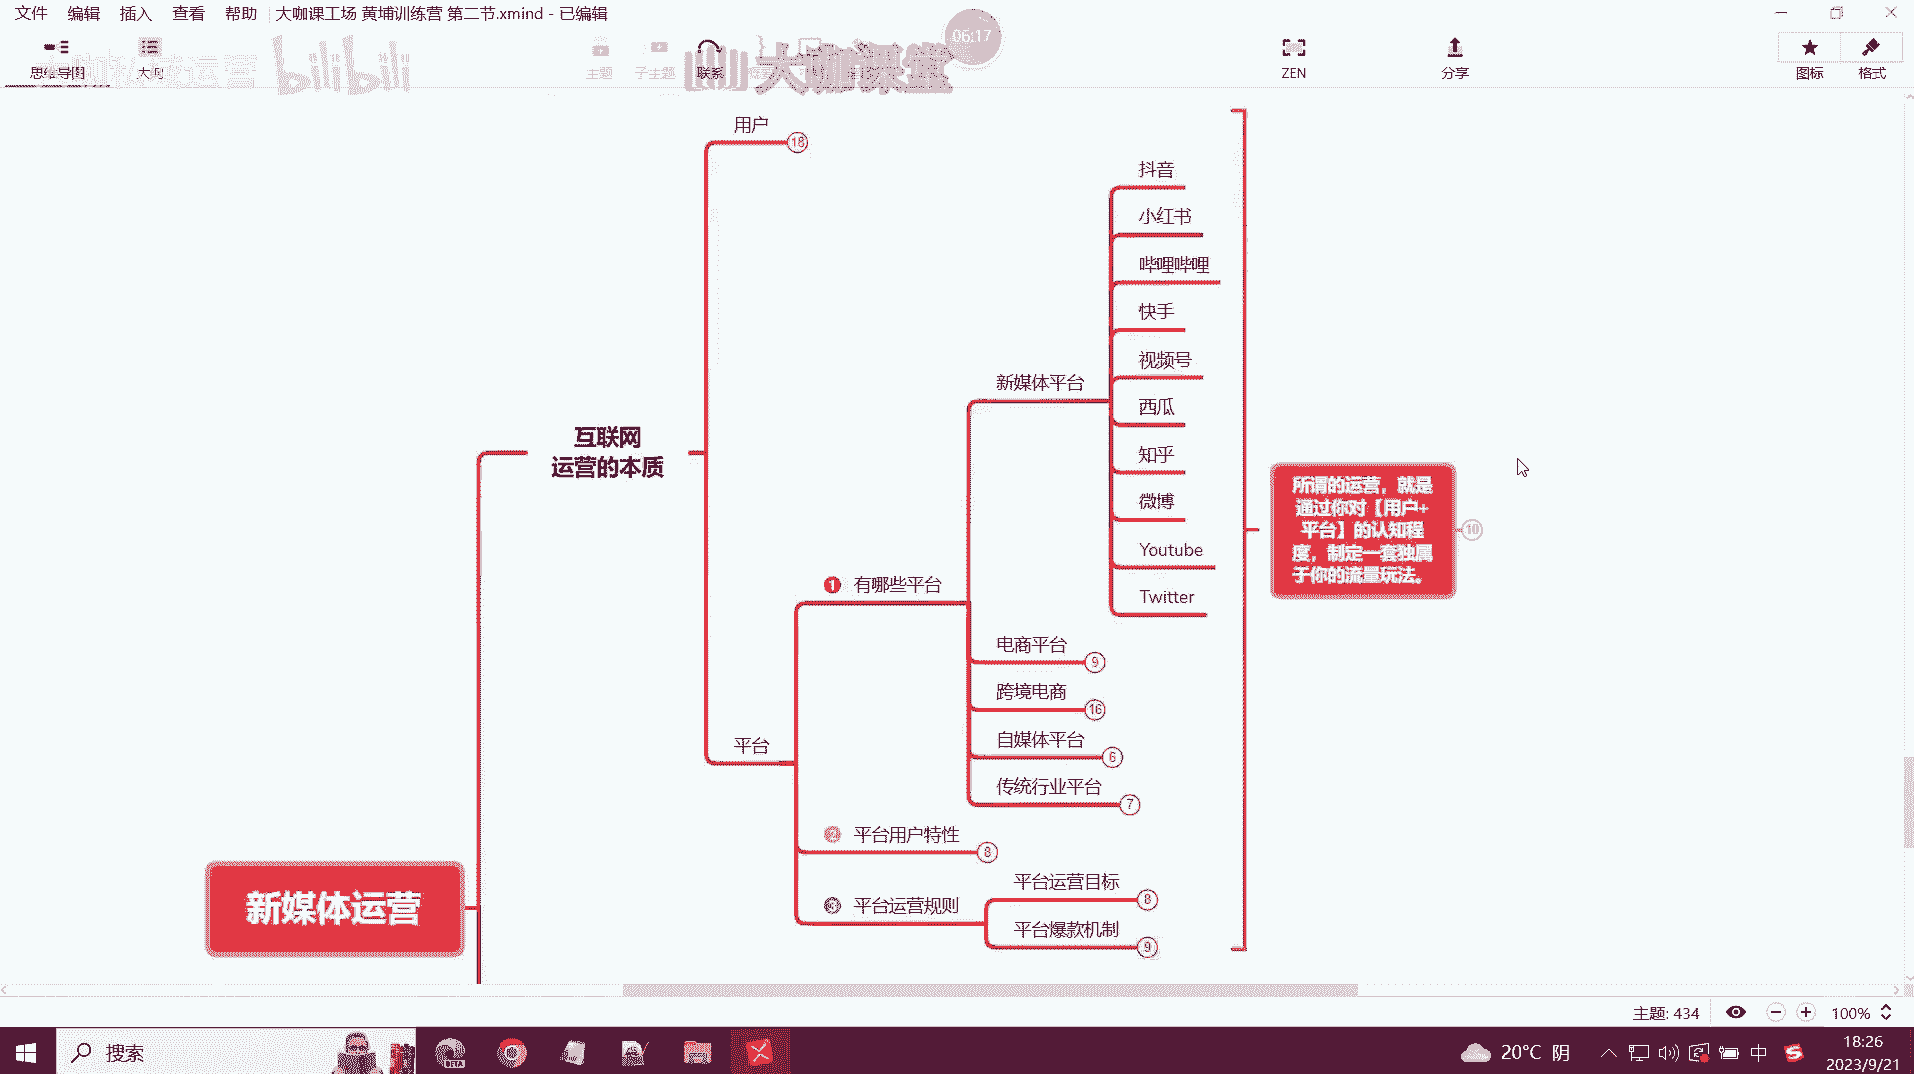 文件 编辑 插入 查看 帮助 大咖课工场 黄埔训练营 第二节.xmind - 已编辑
思维导图 大纲 主题 子主题 联系 ZEN 分享 图标 格式
bilibili
大咖课堂
06:17
用户 18
抖音
小红书
哔哩哔哩
快手
视频号
新媒体平台
西瓜
知乎
微博
Youtube
Twitter
互联网
运营的本质
所谓的运营，就是
通过你对【用户+
平台】的认知程
度，制定一套独属
于你的流量玩法。
10
1 有哪些平台
电商平台 9
跨境电商 16
自媒体平台 6
传统行业平台 7
平台
2 平台用户特性 8
平台运营目标 8
3 平台运营规则
平台爆款机制 9
新媒体运营
主题: 434 100%
搜索
BETA
20°C 阴 中
18:26
2023/9/21